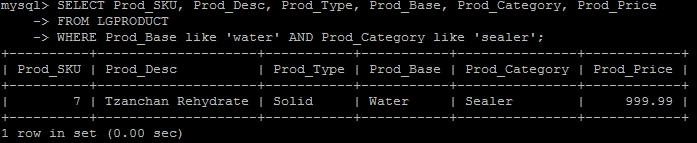 mysql> SELECT Prod_SKU, Prod_Desc, Prod_Type, Prod_Base, Prod_Category, Prod_Price
    -> FROM LGPRODUCT
    -> WHERE Prod_Base like 'water' AND Prod_Category like 'sealer';
+----------+--------------------+-----------+-----------+---------------+------------+
| Prod_SKU | Prod_Desc          | Prod_Type | Prod_Base | Prod_Category | Prod_Price |
+----------+--------------------+-----------+-----------+---------------+------------+
|        7 | Tzanchan Rehydrate | Solid     | Water     | Sealer        |     999.99 |
+----------+--------------------+-----------+-----------+---------------+------------+
1 row in set (0.00 sec)